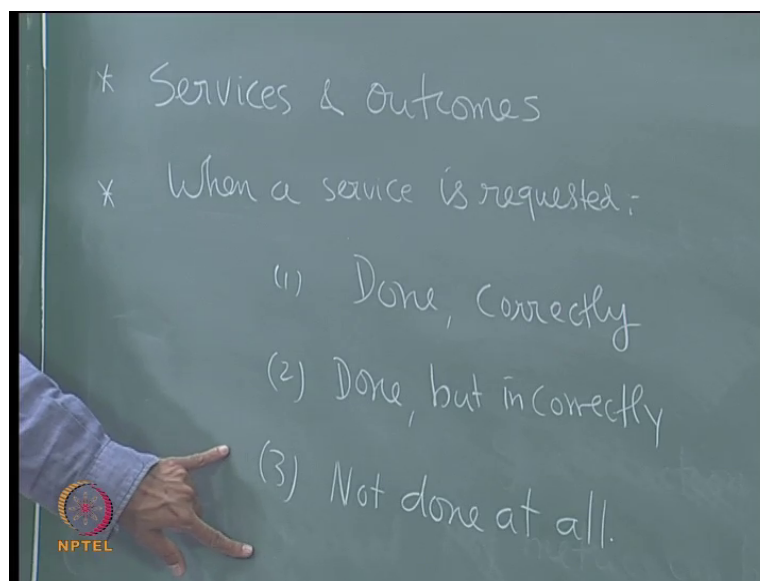 * Services & outcomes
* When a service is requested:
(1) Done, Correctly
(2) Done, but incorrectly
(3) Not done at all.
NPTEL